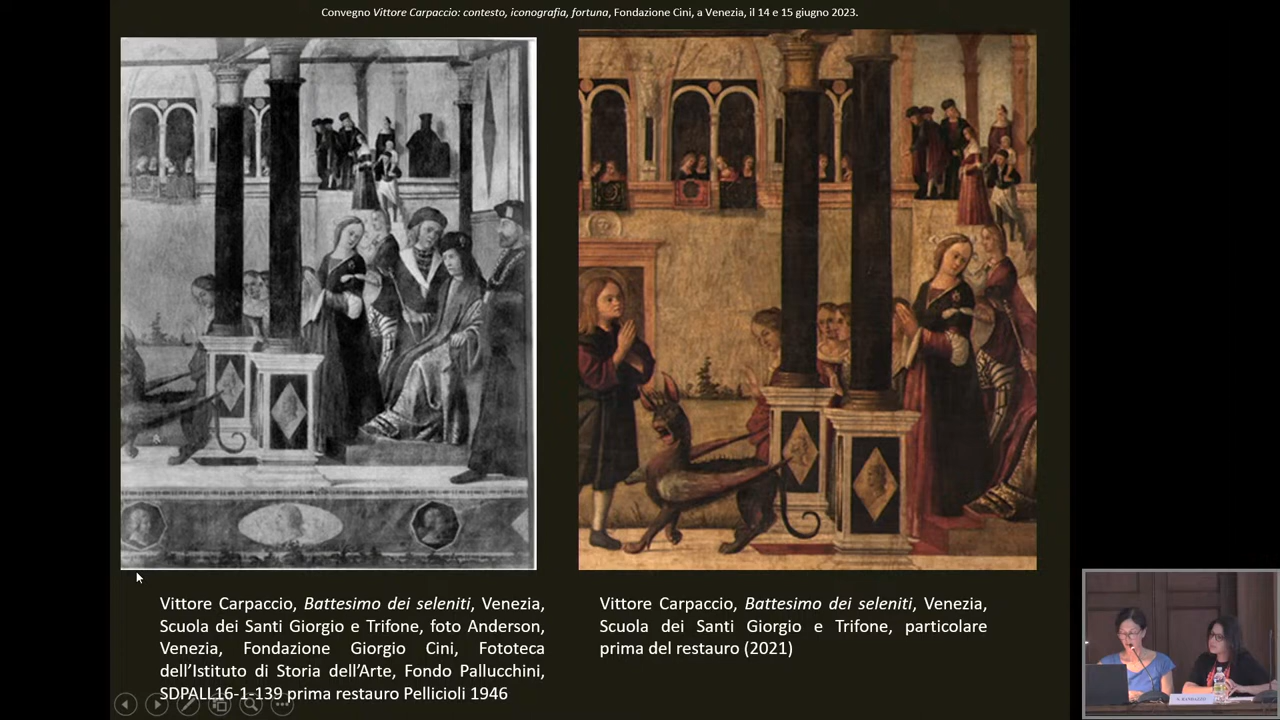 Convegno Vittore Carpaccio: contesto, iconografia, fortuna, Fondazione Cini, a Venezia, il 14 e 15 giugno 2023.
Vittore Carpaccio, Battesimo dei seleniti, Venezia,
Scuola dei Santi Giorgio e Trifone, foto Anderson,
Venezia, Fondazione Giorgio Cini, Fototeca
dell'Istituto di Storia dell'Arte, Fondo Pallucchini,
SDPALL16-1-139 prima restauro Pellicioli 1946
Vittore Carpaccio, Battesimo dei seleniti, Venezia,
Scuola dei Santi Giorgio e Trifone, particolare
prima del restauro (2021)